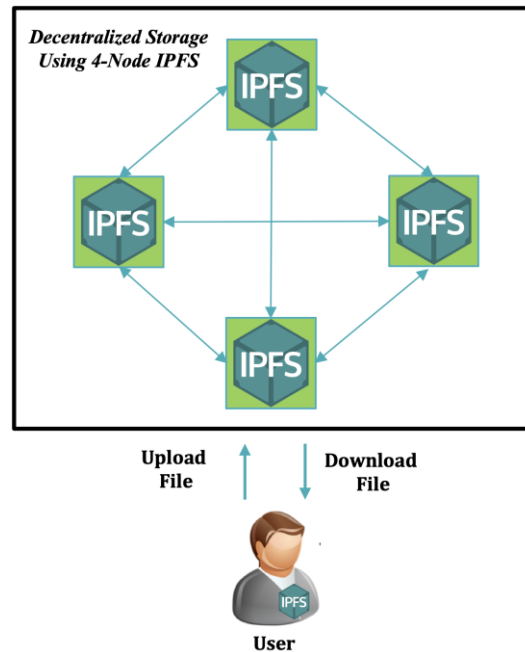 Decentralized Storage
Using 4-Node IPFS
IPFS
IPFS
IPFS
IPFS
Upload
File
Download
File
IPFS
User